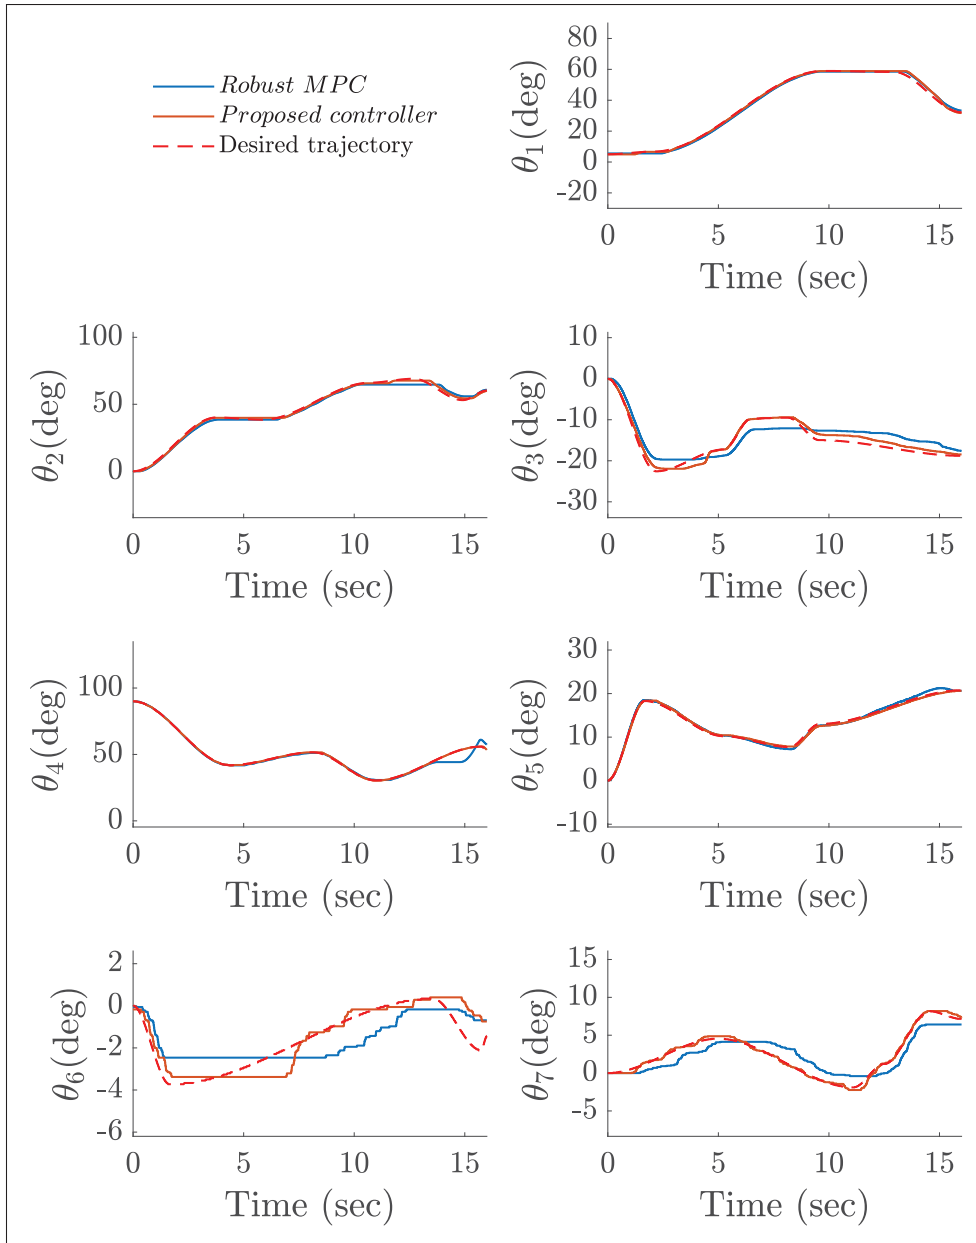 Robust MPC
Proposed controller
Desired trajectory
80
60
40
20
0
-20
θ1(deg)
0 5 10 15
Time (sec)
100
50
0
θ2(deg)
0 5 10 15
Time (sec)
10
0
-10
-20
-30
θ3(deg)
0 5 10 15
Time (sec)
100
50
0
θ4(deg)
0 5 10 15
Time (sec)
30
20
10
0
-10
θ5(deg)
0 5 10 15
Time (sec)
2
0
-2
-4
-6
θ6(deg)
0 5 10 15
Time (sec)
15
10
5
0
-5
θ7(deg)
0 5 10 15
Time (sec)